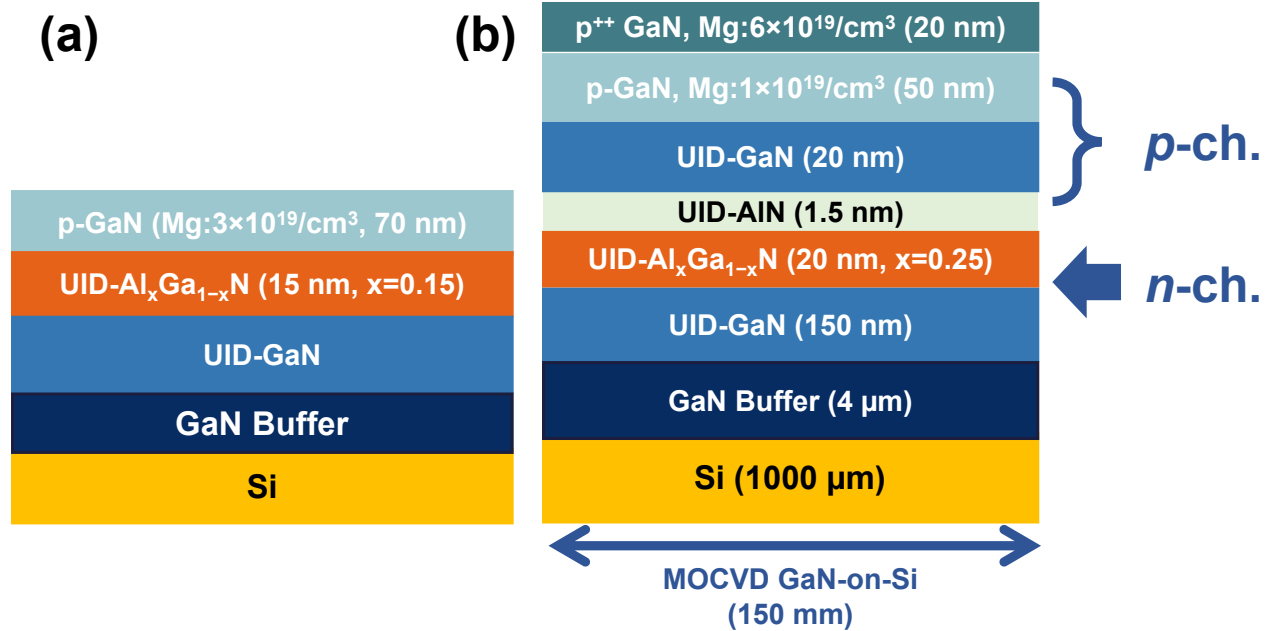 (a)
p-GaN (Mg:3×10¹⁹/cm³, 70 nm)
UID-AlₓGa₁₋ₓN (15 nm, x=0.15)
UID-GaN
GaN Buffer
Si
(b)
p⁺⁺ GaN, Mg:6×10¹⁹/cm³ (20 nm)
p-GaN, Mg:1×10¹⁹/cm³ (50 nm)
UID-GaN (20 nm)
UID-AlN (1.5 nm)
UID-AlₓGa₁₋ₓN (20 nm, x=0.25)
UID-GaN (150 nm)
GaN Buffer (4 µm)
Si (1000 µm)
p-ch.
n-ch.
MOCVD GaN-on-Si
(150 mm)